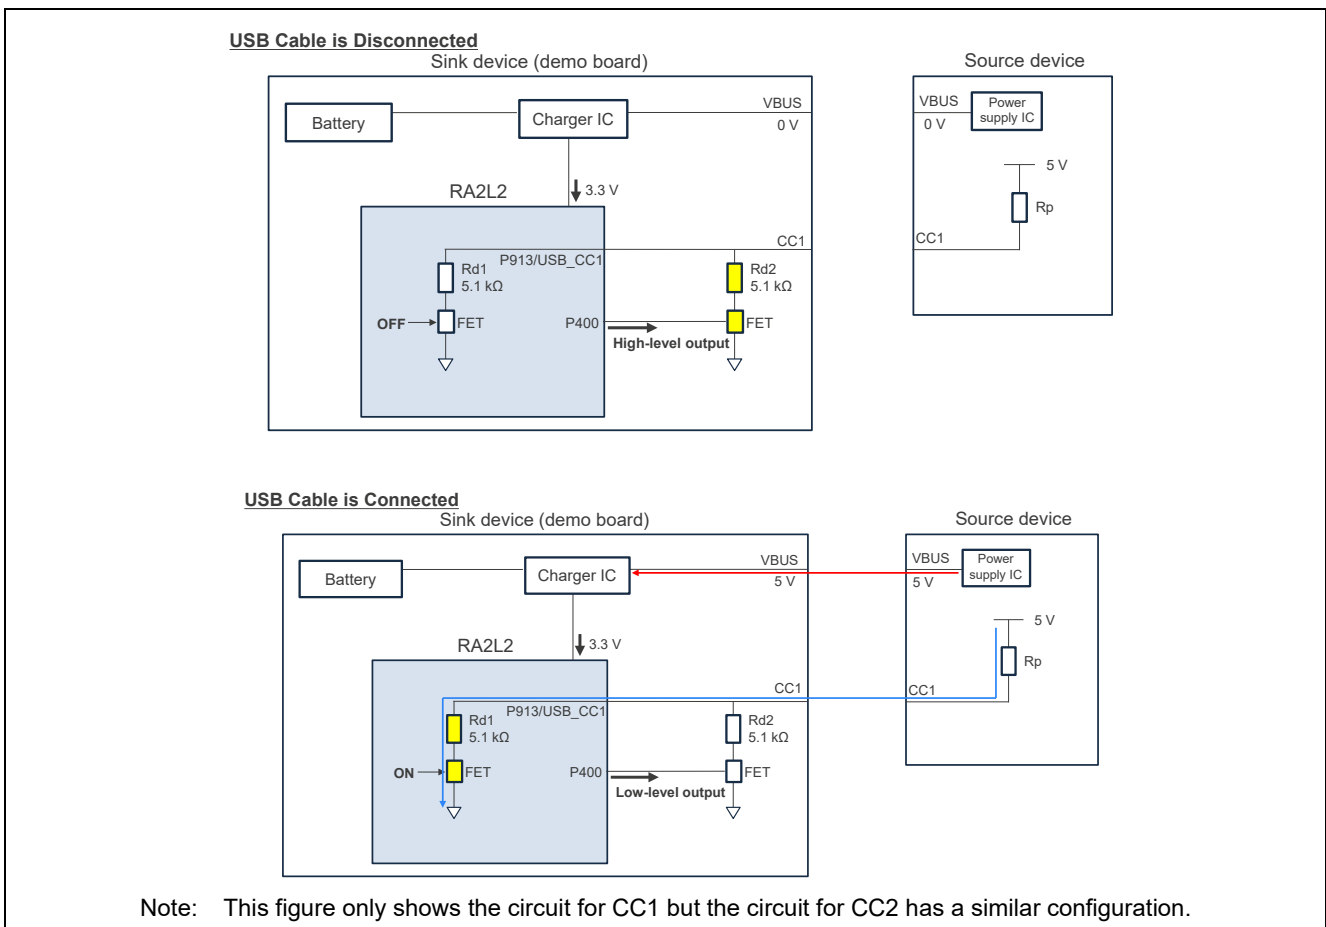 USB Cable is Disconnected
Sink device (demo board)
Source device
Battery
Charger IC
VBUS
0 V
VBUS
0 V
Power
supply IC
RA2L2
3.3 V
5 V
Rp
CC1
CC1
P913/USB_CC1
Rd1
5.1 kΩ
Rd2
5.1 kΩ
OFF
FET
P400
FET
High-level output
USB Cable is Connected
Sink device (demo board)
Source device
Battery
Charger IC
VBUS
5 V
VBUS
5 V
Power
supply IC
RA2L2
3.3 V
5 V
Rp
CC1
CC1
P913/USB_CC1
Rd1
5.1 kΩ
Rd2
5.1 kΩ
ON
FET
P400
FET
Low-level output
Note: This figure only shows the circuit for CC1 but the circuit for CC2 has a similar configuration.